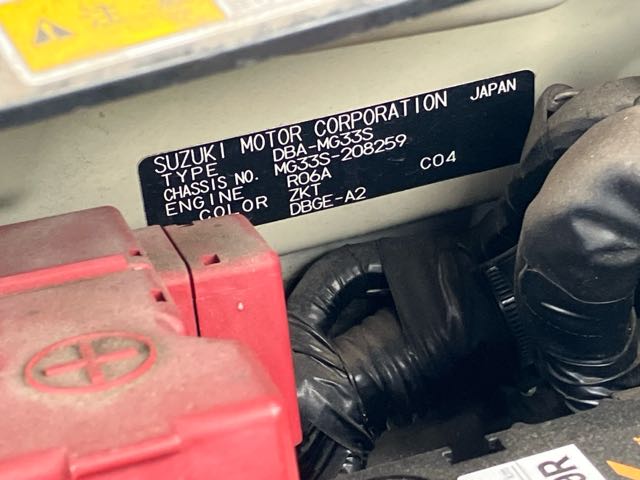 SUZUKI MOTOR CORPORATION JAPAN
TYPE DBA-MG33S
CHASSIS NO. MG33S-208259
ENGINE R06A
COLOR ZKT C04
DBGE-A2